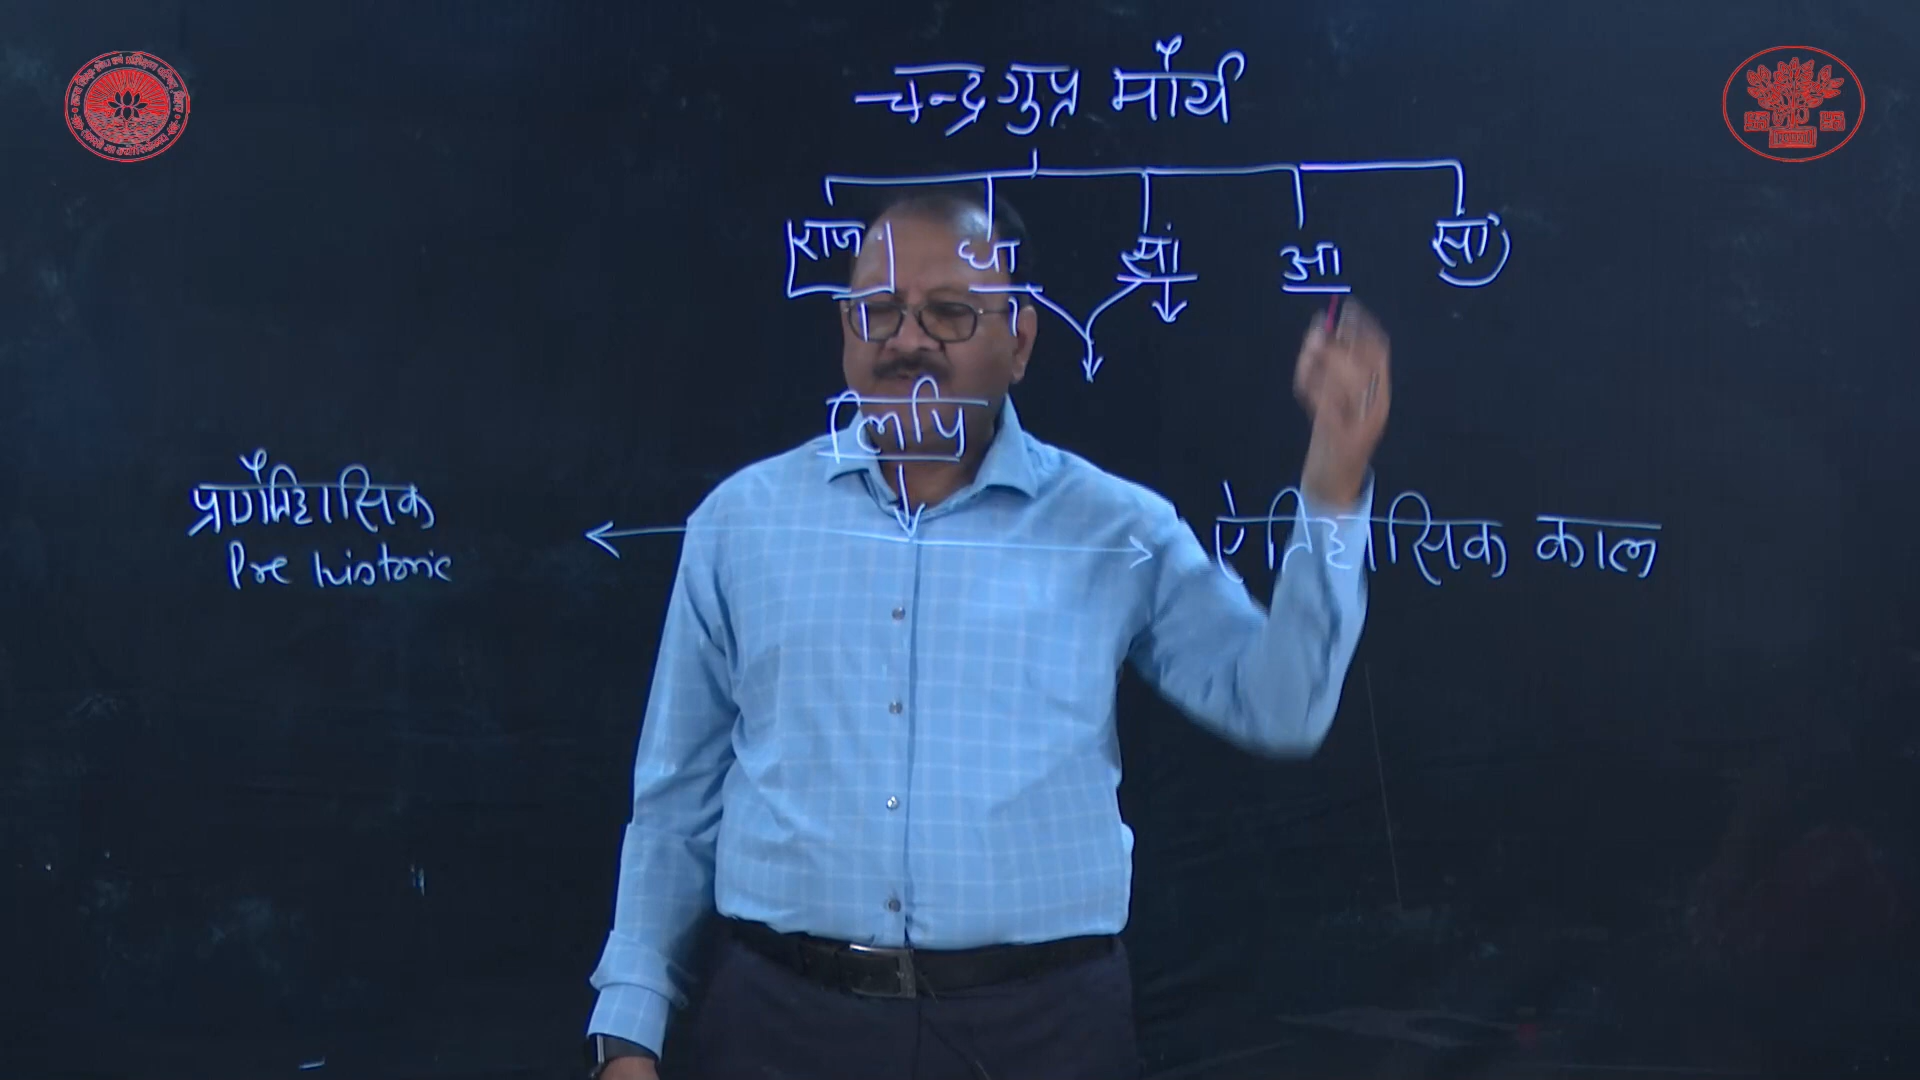 चन्द्रगुप्त मौर्य
राज. धा सां आ सां
लिपि
प्रागैतिहासिक
Pre historic
ऐतिहासिक काल